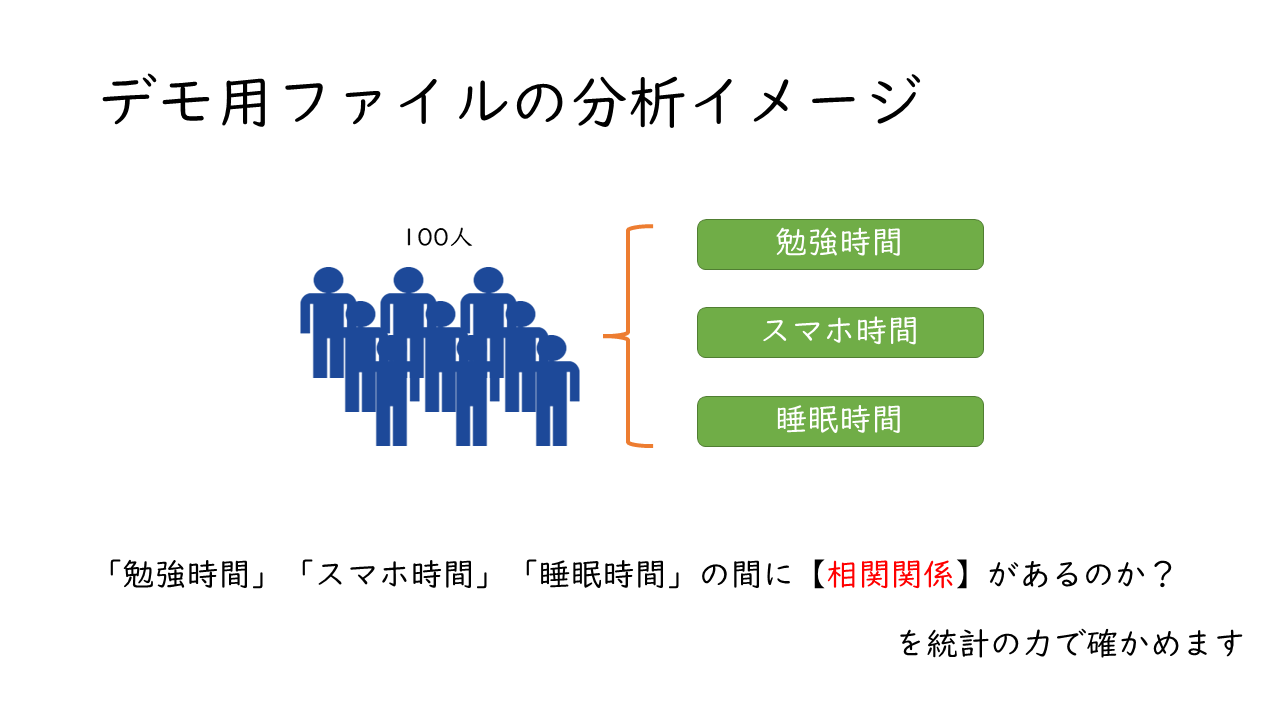 デモ用ファイルの分析イメージ
100人
勉強時間
スマホ時間
睡眠時間
「勉強時間」「スマホ時間」「睡眠時間」の間に【相関関係】があるのか？
を統計の力で確かめます